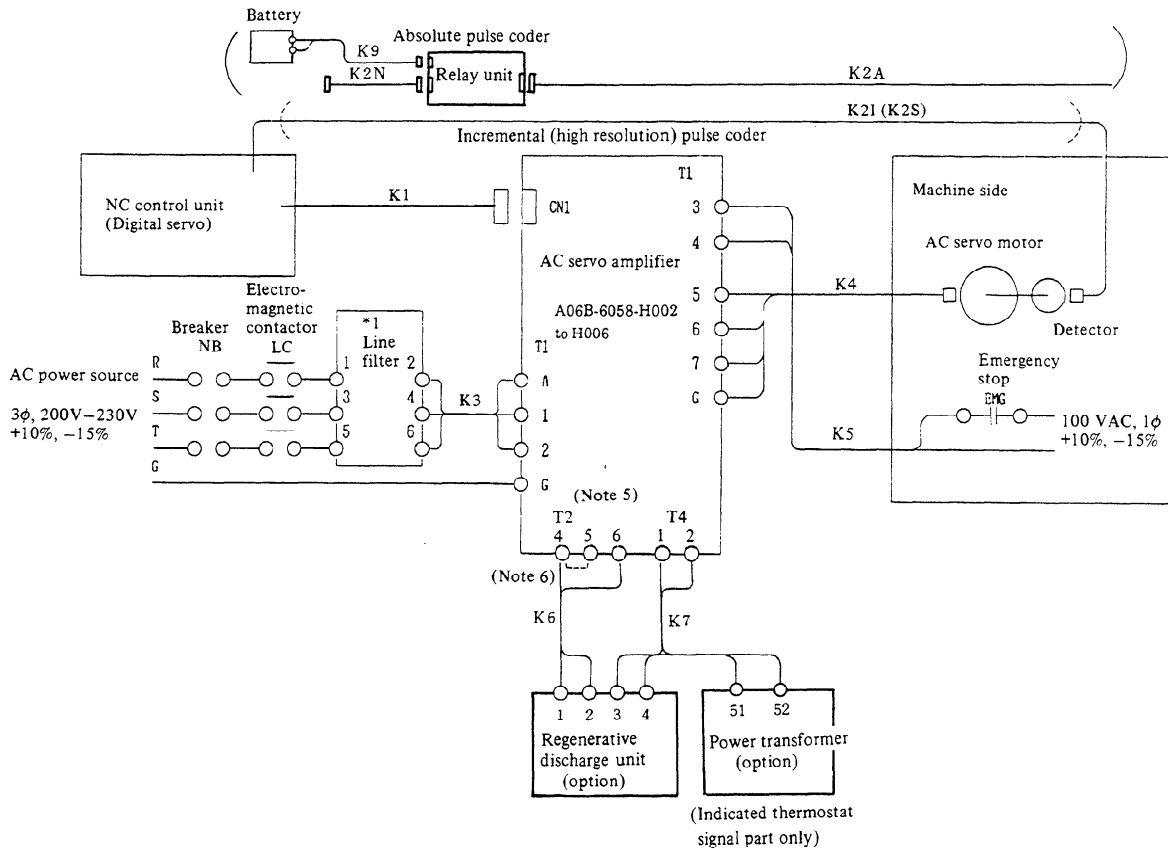 Battery
Absolute pulse coder
K9
K2N
Relay unit
K2A
K2I (K2S)
Incremental (high resolution) pulse coder
NC control unit
(Digital servo)
K1
CN1
T1
3
4
5
6
7
G
AC servo amplifier
A06B-6058-H002
to H006
Machine side
AC servo motor
K4
Detector
Emergency
stop
EMG
K5
100 VAC, 1ϕ
+10%, −15%
Electro-
magnetic
contactor
LC
Breaker
NB
*1
Line
filter
AC power source
3ϕ, 200V−230V
+10%, −15%
R
S
T
G
1
3
5
2
4
6
K3
T1
A
1
2
G
(Note 5)
T2
4 5 6
T4
1 2
(Note 6)
K6
K7
1 2 3 4
Regenerative
discharge unit
(option)
51 52
Power transformer
(option)
(Indicated thermostat
signal part only)